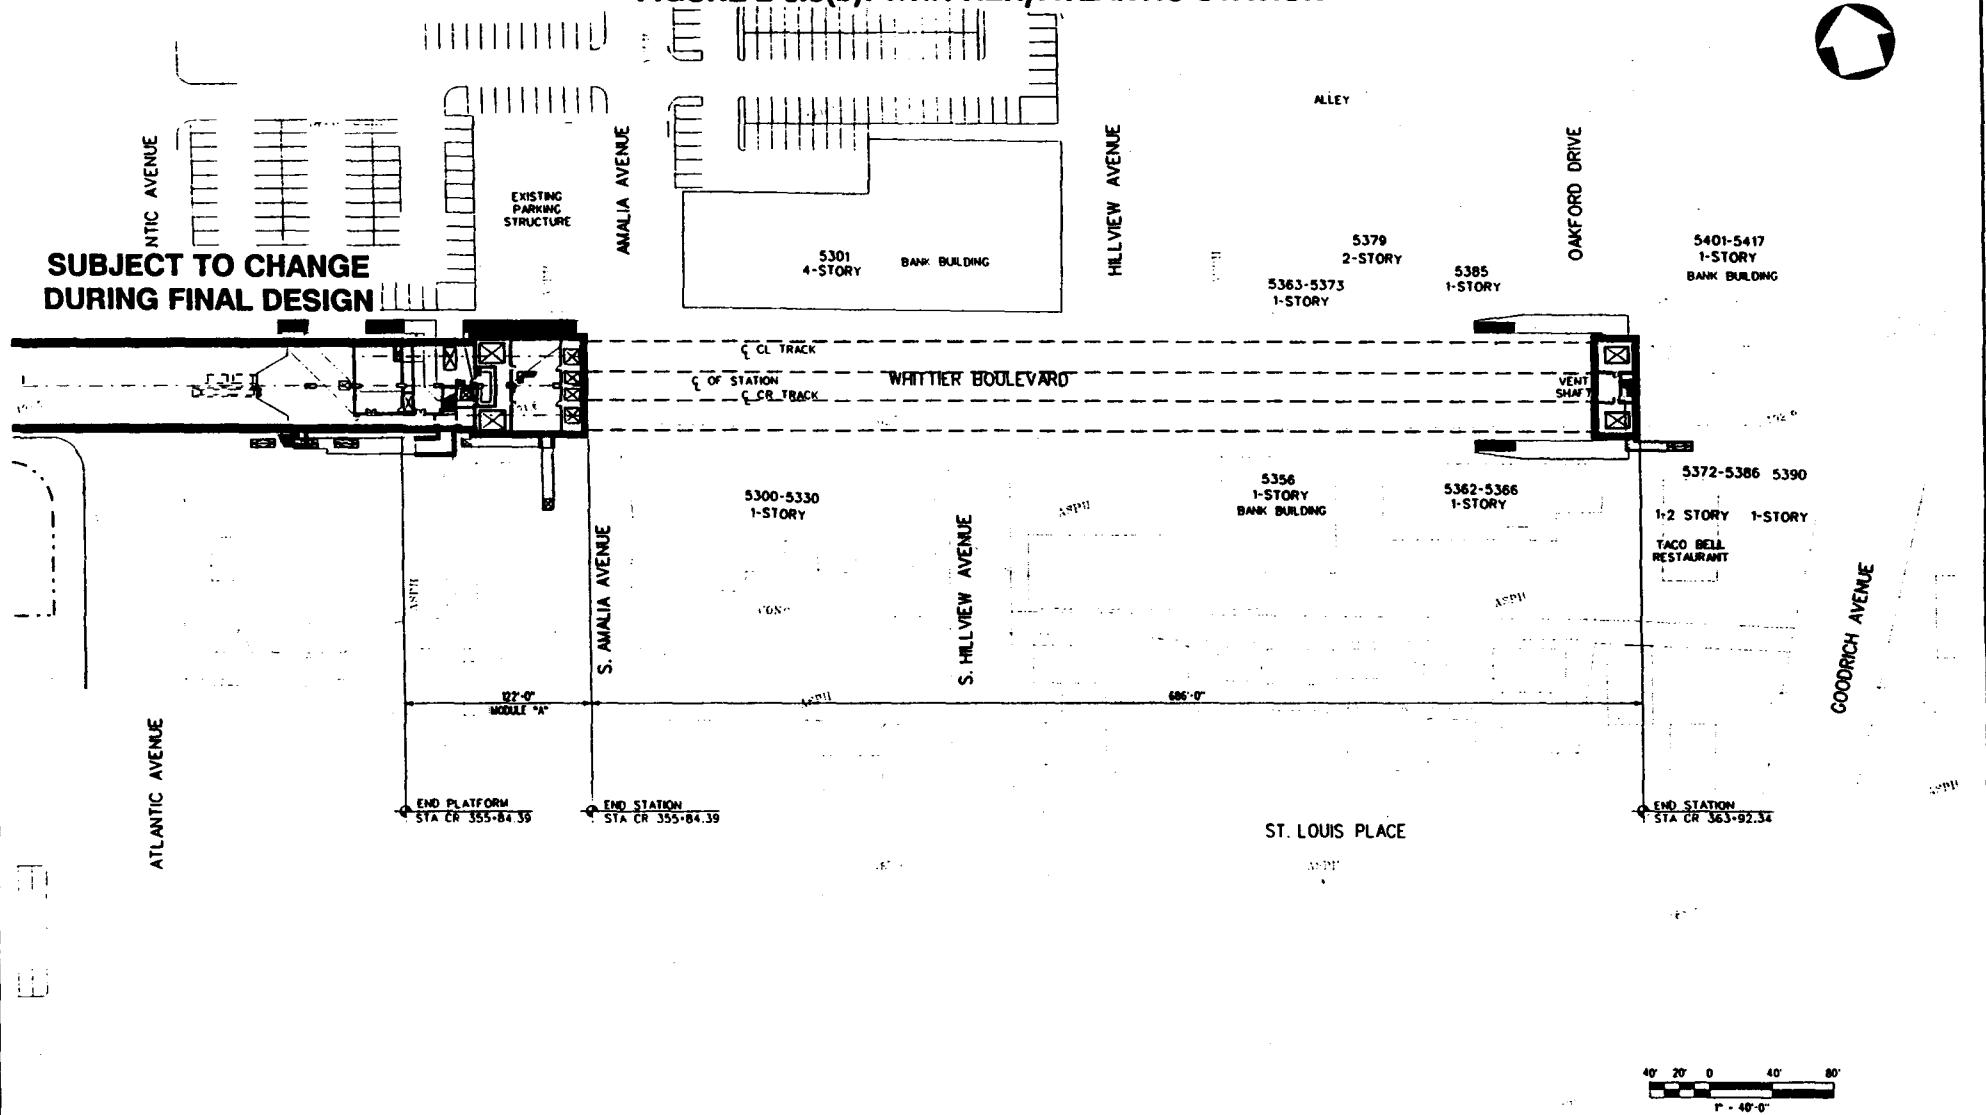 ALLEY
NTIC AVENUE
AMALIA AVENUE
HILLVIEW AVENUE
OAKFORD DRIVE
EXISTING
PARKING
STRUCTURE
SUBJECT TO CHANGE
DURING FINAL DESIGN
5301
4-STORY
BANK BUILDING
5379
2-STORY
5363-5373
1-STORY
5385
1-STORY
5401-5417
1-STORY
BANK BUILDING
CL TRACK
OF STATION
WHITTIER BOULEVARD
CR TRACK
VENT
SHAFT
5300-5330
1-STORY
5356
1-STORY
BANK BUILDING
5362-5366
1-STORY
5372-5386 5390
1-2 STORY 1-STORY
TACO BELL
RESTAURANT
ASPH
ASPH
ASPH
S. AMALIA AVENUE
S. HILLVIEW AVENUE
GOODRICH AVENUE
122'-0"
MODULE "A"
686'-0"
ATLANTIC AVENUE
END PLATFORM
STA CR 355+84.39
END STATION
STA CR 355+84.39
END STATION
STA CR 363+92.34
ST. LOUIS PLACE
40' 20' 0 40' 80'
1" - 40'-0"